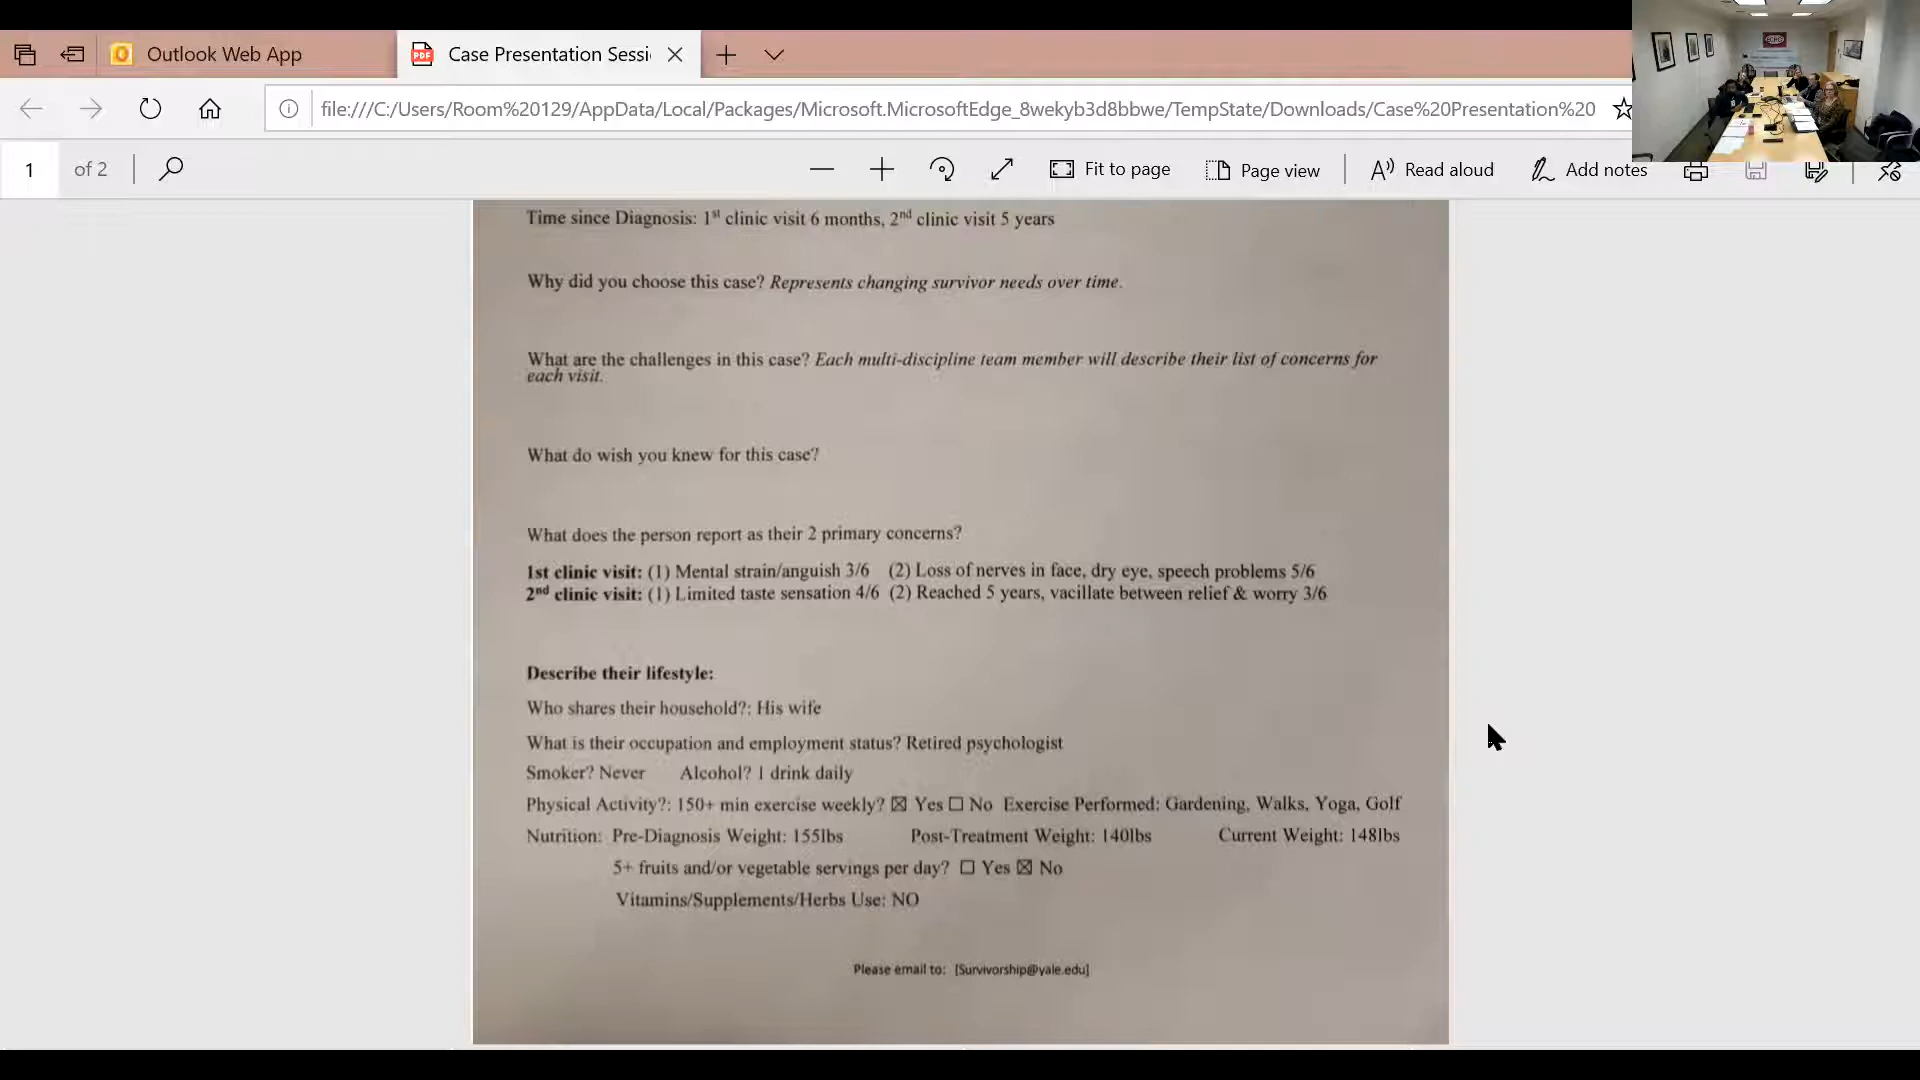 Outlook Web App
Case Presentation Sessi
file:///C:/Users/Room%20129/AppData/Local/Packages/Microsoft.MicrosoftEdge_8wekyb3d8bbwe/TempState/Downloads/Case%20Presentation%20
1 of 2
Fit to page
Page view
Read aloud
Add notes
Time since Diagnosis: 1st clinic visit 6 months, 2nd clinic visit 5 years
Why did you choose this case? Represents changing survivor needs over time.
What are the challenges in this case? Each multi-discipline team member will describe their list of concerns for
each visit.
What do wish you knew for this case?
What does the person report as their 2 primary concerns?
1st clinic visit: (1) Mental strain/anguish 3/6 (2) Loss of nerves in face, dry eye, speech problems 5/6
2nd clinic visit: (1) Limited taste sensation 4/6 (2) Reached 5 years, vacillate between relief & worry 3/6
Describe their lifestyle:
Who shares their household?: His wife
What is their occupation and employment status? Retired psychologist
Smoker? Never Alcohol? 1 drink daily
Physical Activity?: 150+ min exercise weekly? ☒ Yes ☐ No Exercise Performed: Gardening, Walks, Yoga, Golf
Nutrition: Pre-Diagnosis Weight: 155lbs Post-Treatment Weight: 140lbs Current Weight: 148lbs
5+ fruits and/or vegetable servings per day? ☐ Yes ☒ No
Vitamins/Supplements/Herbs Use: NO
Please email to: [Survivorship@yale.edu]